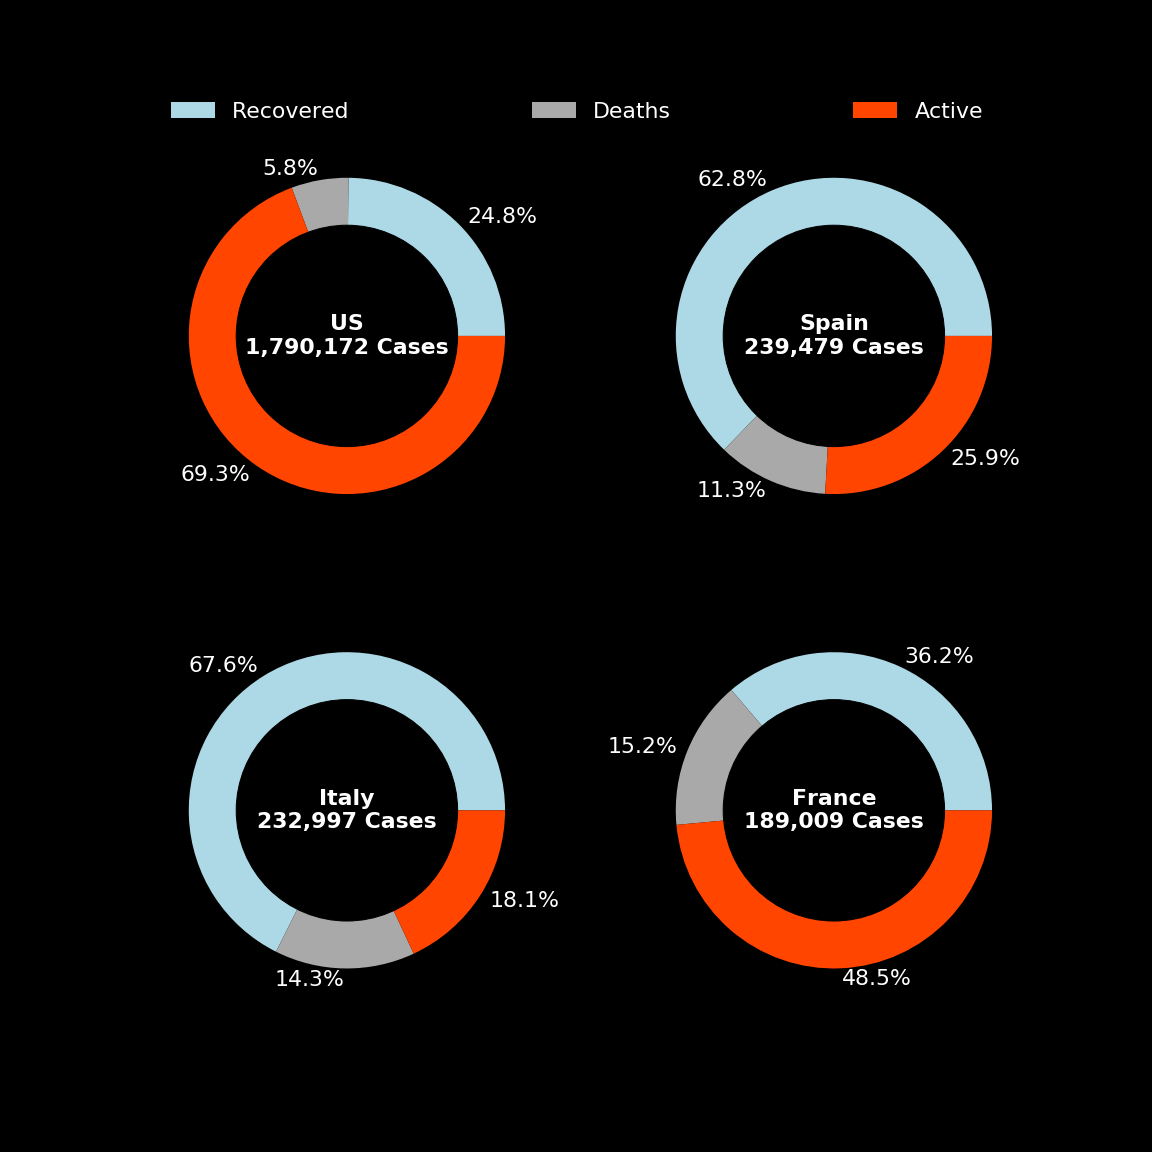 Recovered
Deaths
Active
5.8%
24.8%
US
1,790,172 Cases
69.3%
62.8%
Spain
239,479 Cases
25.9%
11.3%
67.6%
Italy
232,997 Cases
18.1%
14.3%
36.2%
15.2%
France
189,009 Cases
48.5%